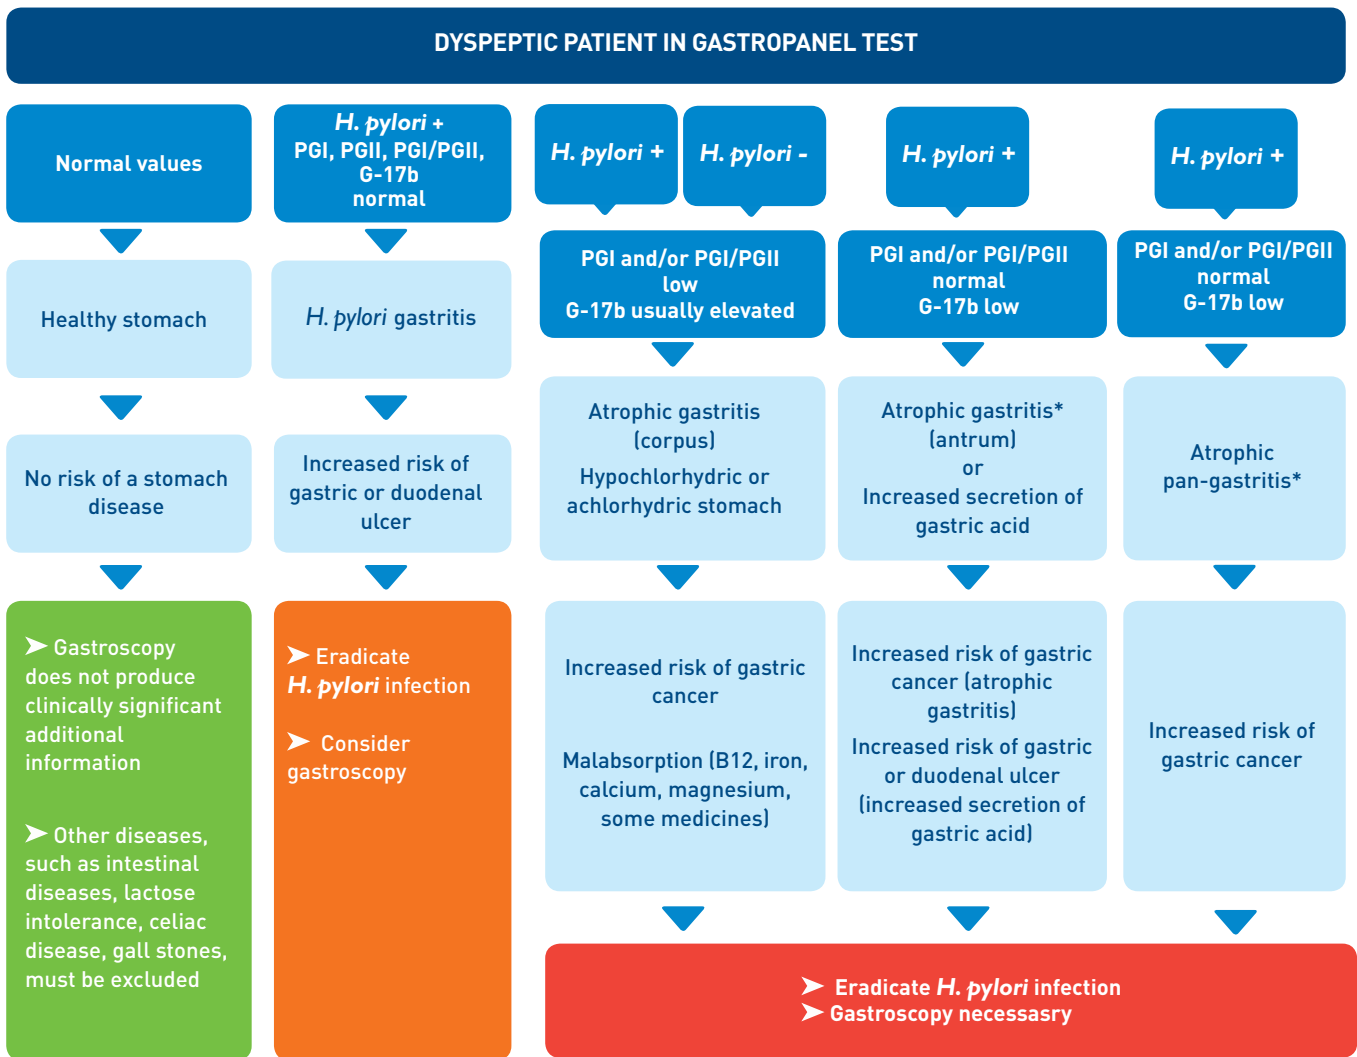 DYSPEPTIC PATIENT IN GASTROPANEL TEST
Normal values
Healthy stomach
No risk of a stomach
disease
➤ Gastroscopy
does not produce
clinically significant
additional
information
➤ Other diseases,
such as intestinal
diseases, lactose
intolerance, celiac
disease, gall stones,
must be excluded
H. pylori +
PGI, PGII, PGI/PGII,
G-17b
normal
H. pylori gastritis
Increased risk of
gastric or duodenal
ulcer
➤ Eradicate
H. pylori infection
➤ Consider
gastroscopy
H. pylori +
H. pylori -
PGI and/or PGI/PGII
low
G-17b usually elevated
Atrophic gastritis
(corpus)
Hypochlorhydric or
achlorhydric stomach
Increased risk of gastric
cancer
Malabsorption (B12, iron,
calcium, magnesium,
some medicines)
H. pylori +
PGI and/or PGI/PGII
normal
G-17b low
Atrophic gastritis*
(antrum)
or
Increased secretion of
gastric acid
Increased risk of gastric
cancer (atrophic
gastritis)
Increased risk of gastric
or duodenal ulcer
(increased secretion of
gastric acid)
H. pylori +
PGI and/or PGI/PGII
normal
G-17b low
Atrophic
pan-gastritis*
Increased risk of
gastric cancer
➤ Eradicate H. pylori infection
➤ Gastroscopy necessasry